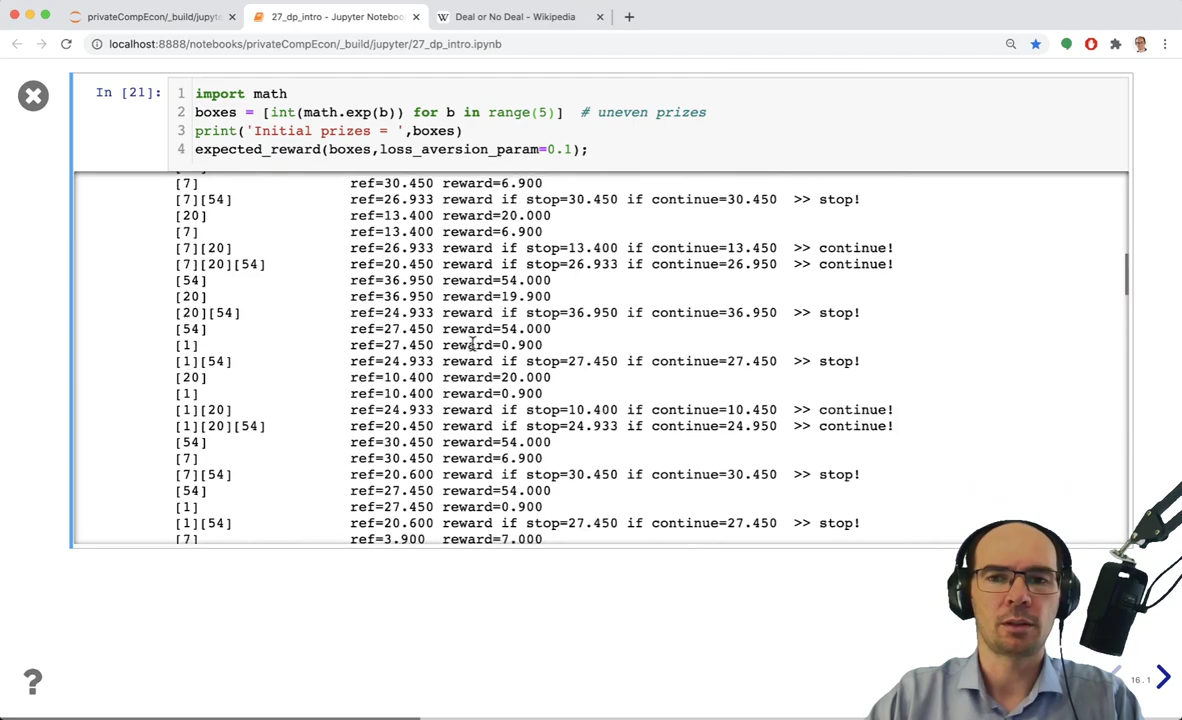 privateCompEcon/_build/jupyte
27_dp_intro - Jupyter Noteboo
W Deal or No Deal - Wikipedia
localhost:8888/notebooks/privateCompEcon/_build/jupyter/27_dp_intro.ipynb
In [21]:
1 import math
2 boxes = [int(math.exp(b)) for b in range(5)]  # uneven prizes
3 print('Initial prizes = ',boxes)
4 expected_reward(boxes,loss_aversion_param=0.1);
[7] ref=30.450 reward=6.900
[7][54] ref=26.933 reward if stop=30.450 if continue=30.450 >> stop!
[20] ref=13.400 reward=20.000
[7] ref=13.400 reward=6.900
[7][20] ref=26.933 reward if stop=13.400 if continue=13.450 >> continue!
[7][20][54] ref=20.450 reward if stop=26.933 if continue=26.950 >> continue!
[54] ref=36.950 reward=54.000
[20] ref=36.950 reward=19.900
[20][54] ref=24.933 reward if stop=36.950 if continue=36.950 >> stop!
[54] ref=27.450 reward=54.000
[1] ref=27.450 reward=0.900
[1][54] ref=24.933 reward if stop=27.450 if continue=27.450 >> stop!
[20] ref=10.400 reward=20.000
[1] ref=10.400 reward=0.900
[1][20] ref=24.933 reward if stop=10.400 if continue=10.450 >> continue!
[1][20][54] ref=20.450 reward if stop=24.933 if continue=24.950 >> continue!
[54] ref=30.450 reward=54.000
[7] ref=30.450 reward=6.900
[7][54] ref=20.600 reward if stop=30.450 if continue=30.450 >> stop!
[54] ref=27.450 reward=54.000
[1] ref=27.450 reward=0.900
[1][54] ref=20.600 reward if stop=27.450 if continue=27.450 >> stop!
[7] ref=3.900 reward=7.000
?
16.1